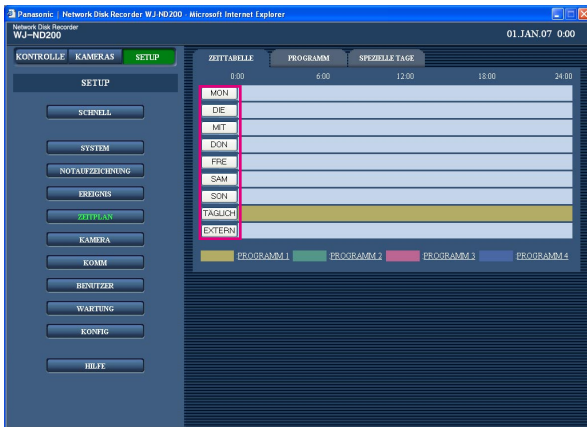 Panasonic | Network Disk Recorder WJ-ND200 - Microsoft Internet Explorer
Network Disk Recorder
WJ-ND200
01.JAN.07 0:00
KONTROLLE KAMERAS SETUP
ZEITTABELLE PROGRAMM SPEZIELLE TAGE
SETUP
SCHNELL
SYSTEM
NOTAUFZEICHNUNG
EREIGNIS
ZEITPLAN
KAMERA
KOMM
BENUTZER
WARTUNG
KONFIG
HILFE
0:00 6:00 12:00 18:00 24:00
MON
DIE
MIT
DON
FRE
SAM
SON
TAGLICH
EXTERN
PROGRAMM 1 PROGRAMM 2 PROGRAMM 3 PROGRAMM 4